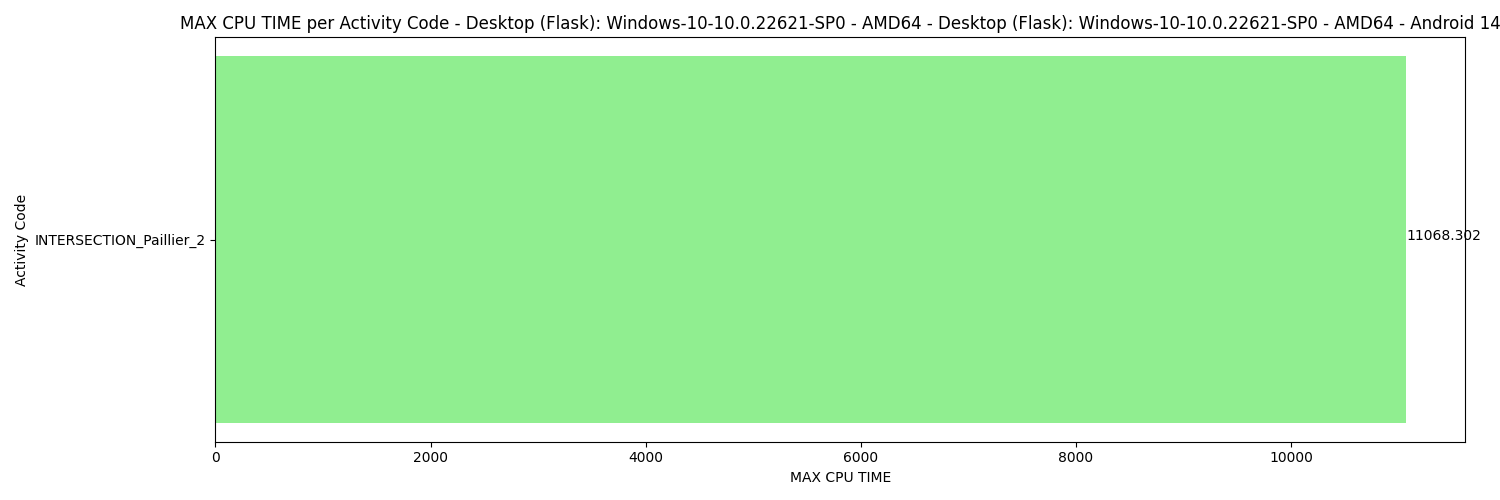 MAX CPU TIME per Activity Code - Desktop (Flask): Windows-10-10.0.22621-SP0 - AMD64 - Desktop (Flask): Windows-10-10.0.22621-SP0 - AMD64 - Android 14
Activity Code
INTERSECTION_Paillier_2
11068.302
0 2000 4000 6000 8000 10000
MAX CPU TIME